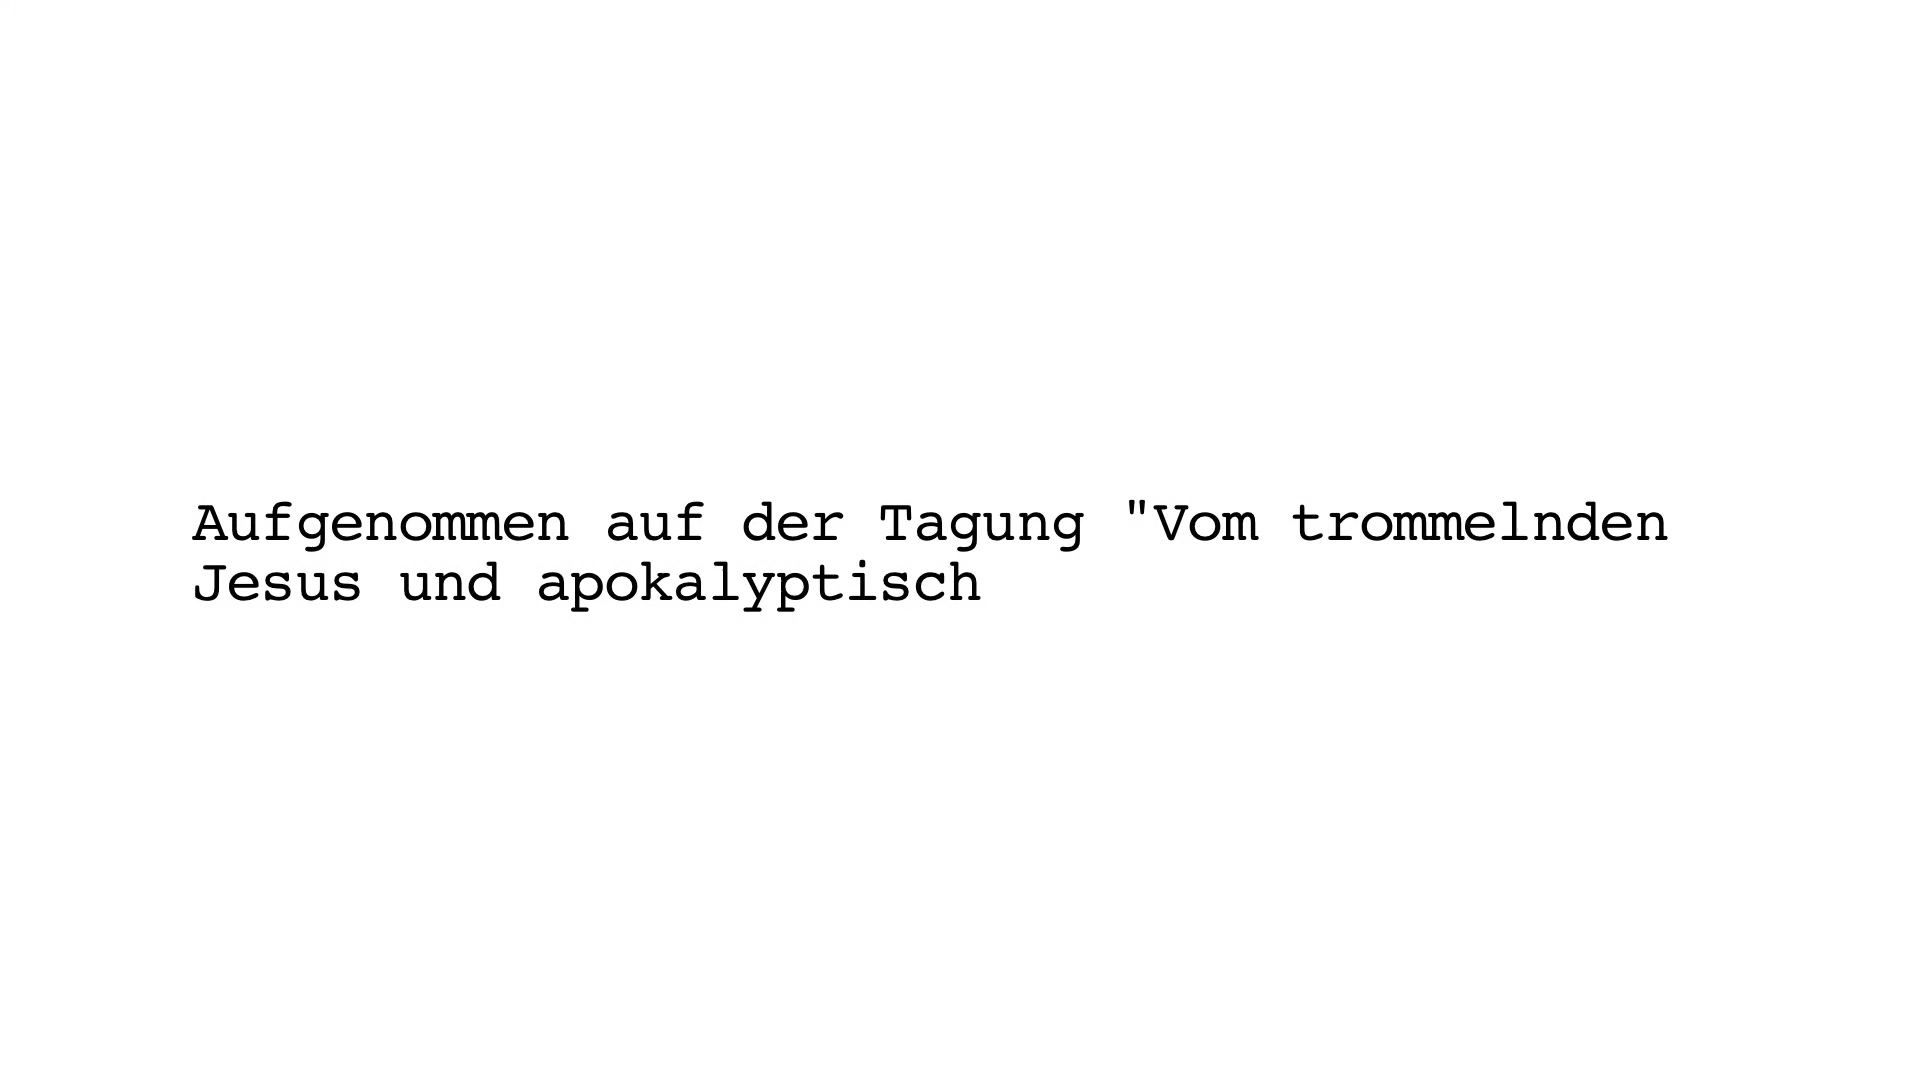 Aufgenommen auf der Tagung "Vom trommelnden
Jesus und apokalyptisch